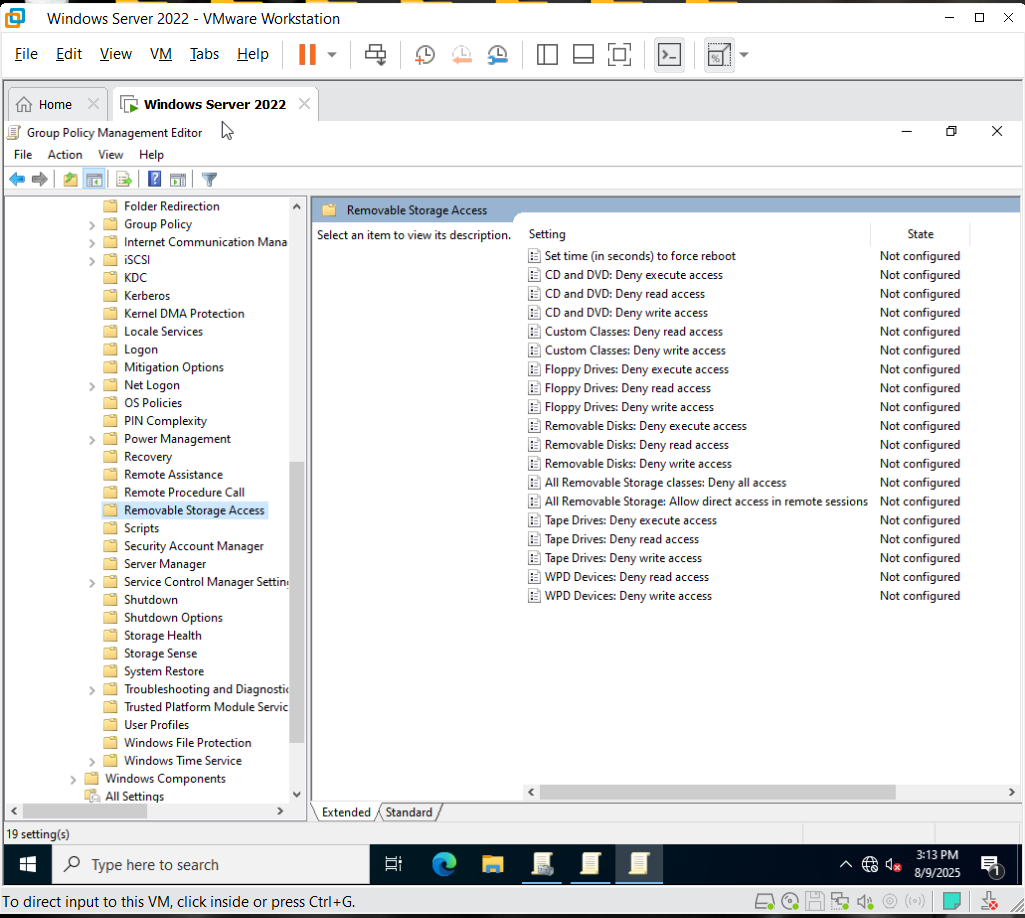 Windows Server 2022 - VMware Workstation
File Edit View VM Tabs Help
Home Windows Server 2022
Group Policy Management Editor
File Action View Help
Folder Redirection
Group Policy
Internet Communication Mana
iSCSI
KDC
Kerberos
Kernel DMA Protection
Locale Services
Logon
Mitigation Options
Net Logon
OS Policies
PIN Complexity
Power Management
Recovery
Remote Assistance
Remote Procedure Call
Removable Storage Access
Scripts
Security Account Manager
Server Manager
Service Control Manager Setting
Shutdown
Shutdown Options
Storage Health
Storage Sense
System Restore
Troubleshooting and Diagnostic
Trusted Platform Module Servic
User Profiles
Windows File Protection
Windows Time Service
Windows Components
All Settings
Removable Storage Access
Select an item to view its description.
Setting State
Set time (in seconds) to force reboot Not configured
CD and DVD: Deny execute access Not configured
CD and DVD: Deny read access Not configured
CD and DVD: Deny write access Not configured
Custom Classes: Deny read access Not configured
Custom Classes: Deny write access Not configured
Floppy Drives: Deny execute access Not configured
Floppy Drives: Deny read access Not configured
Floppy Drives: Deny write access Not configured
Removable Disks: Deny execute access Not configured
Removable Disks: Deny read access Not configured
Removable Disks: Deny write access Not configured
All Removable Storage classes: Deny all access Not configured
All Removable Storage: Allow direct access in remote sessions Not configured
Tape Drives: Deny execute access Not configured
Tape Drives: Deny read access Not configured
Tape Drives: Deny write access Not configured
WPD Devices: Deny read access Not configured
WPD Devices: Deny write access Not configured
Extended Standard
19 setting(s)
Type here to search
3:13 PM
8/9/2025
1
To direct input to this VM, click inside or press Ctrl+G.